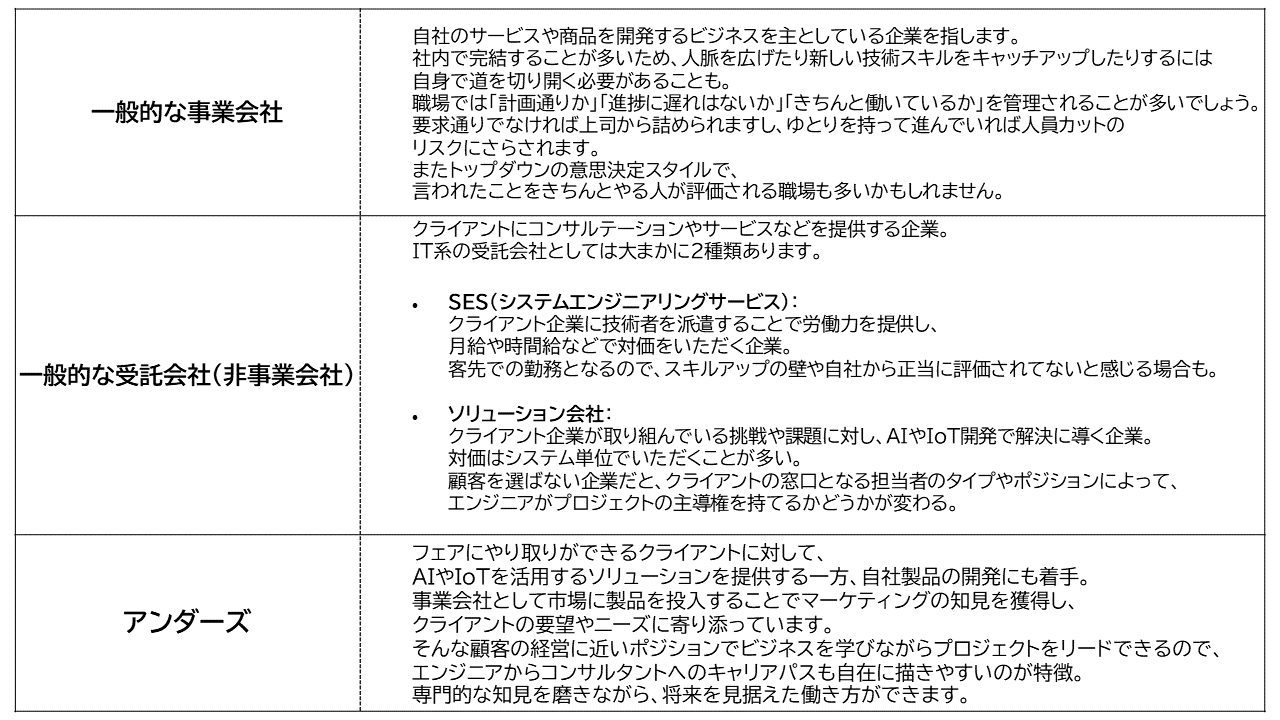 一般的な事業会社
自社のサービスや商品を開発するビジネスを主としている企業を指します。
社内で完結することが多いため、人脈を広げたり新しい技術スキルをキャッチアップしたりするには
自身で道を切り開く必要があることも。
職場では「計画通りか」「進捗に遅れはないか」「きちんと働いているか」を管理されることが多いでしょう。
要求通りでなければ上司から詰められますし、ゆとりを持って進んでいれば人員カットの
リスクにさらされます。
またトップダウンの意思決定スタイルで、
言われたことをきちんとやる人が評価される職場も多いかもしれません。
一般的な受託会社(非事業会社)
クライアントにコンサルテーションやサービスなどを提供する企業。
IT系の受託会社としては大まかに2種類あります。
• SES(システムエンジニアリングサービス):
クライアント企業に技術者を派遣することで労働力を提供し、
月給や時間給などで対価をいただく企業。
客先での勤務となるので、スキルアップの壁や自社から正当に評価されてないと感じる場合も。
• ソリューション会社:
クライアント企業が取り組んでいる挑戦や課題に対し、AIやIoT開発で解決に導く企業。
対価はシステム単位でいただくことが多い。
顧客を選ばない企業だと、クライアントの窓口となる担当者のタイプやポジションによって、
エンジニアがプロジェクトの主導権を持てるかどうかが変わる。
アンダーズ
フェアにやり取りができるクライアントに対して、
AIやIoTを活用するソリューションを提供する一方、自社製品の開発にも着手。
事業会社として市場に製品を投入することでマーケティングの知見を獲得し、
クライアントの要望やニーズに寄り添っています。
そんな顧客の経営に近いポジションでビジネスを学びながらプロジェクトをリードできるので、
エンジニアからコンサルタントへのキャリアパスも自在に描きやすいのが特徴。
専門的な知見を磨きながら、将来を見据えた働き方ができます。